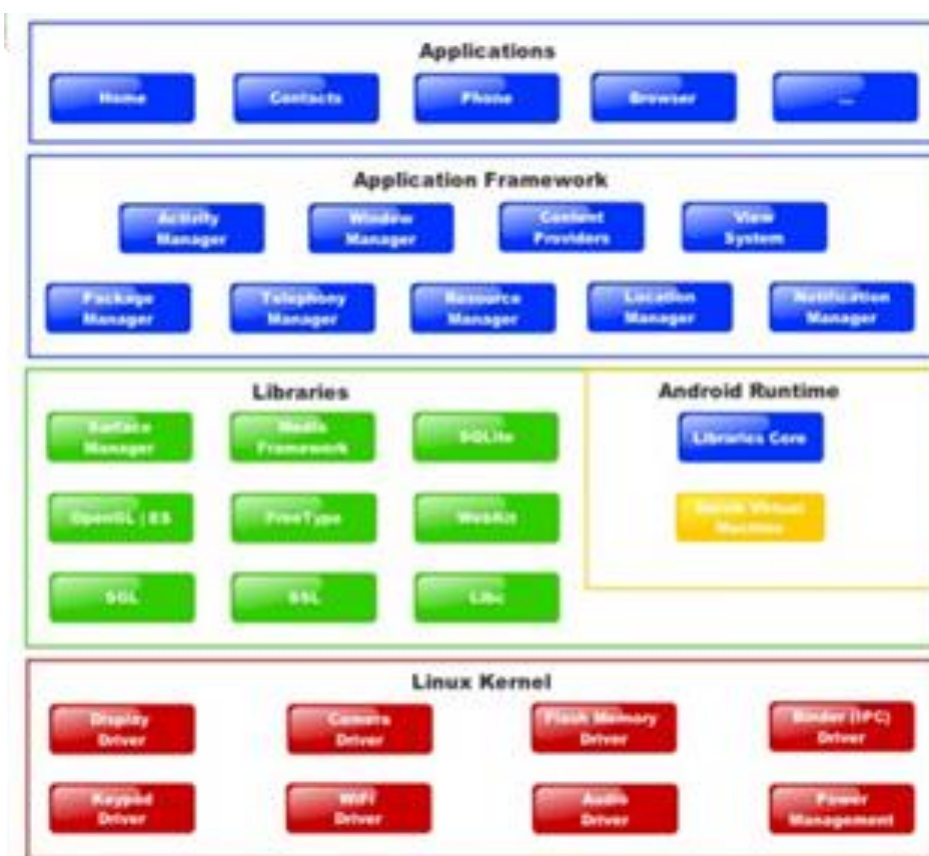 Applications
Home
Contacts
Phone
Browser
...
Application Framework
Activity
Manager
Window
Manager
Content
Providers
View
System
Package
Manager
Telephony
Manager
Resource
Manager
Location
Manager
Notification
Manager
Libraries
Surface
Manager
Media
Framework
SQLite
OpenGL | ES
FreeType
WebKit
SGL
SSL
Libc
Android Runtime
Libraries Core
Dalvik Virtual
Machine
Linux Kernel
Display
Driver
Camera
Driver
Flash Memory
Driver
Binder (IPC)
Driver
Keypad
Driver
WiFi
Driver
Audio
Driver
Power
Management